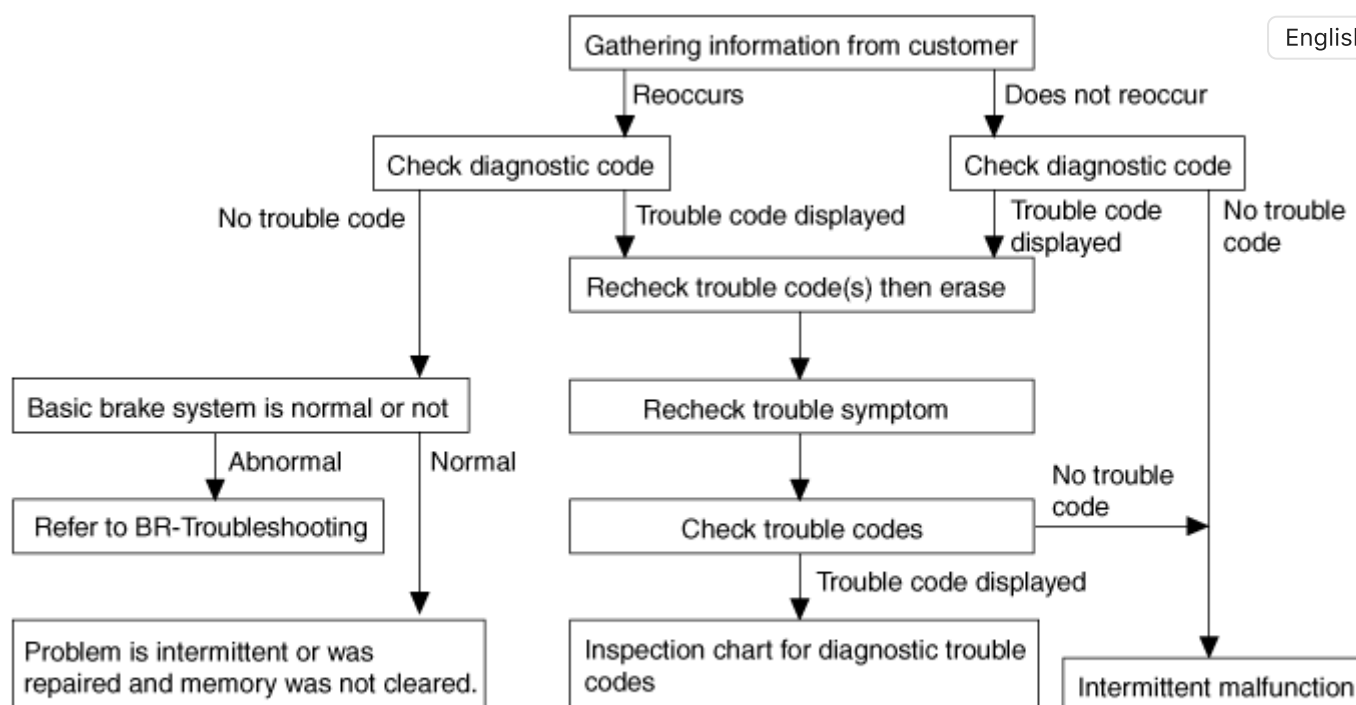 Gathering information from customer
English
Reoccurs
Does not reoccur
Check diagnostic code
Check diagnostic code
No trouble code
Trouble code displayed
Trouble code
displayed
No trouble
code
Recheck trouble code(s) then erase
Basic brake system is normal or not
Recheck trouble symptom
Abnormal
Normal
No trouble
code
Refer to BR-Troubleshooting
Check trouble codes
Trouble code displayed
Problem is intermittent or was
repaired and memory was not cleared.
Inspection chart for diagnostic trouble
codes
Intermittent malfunction